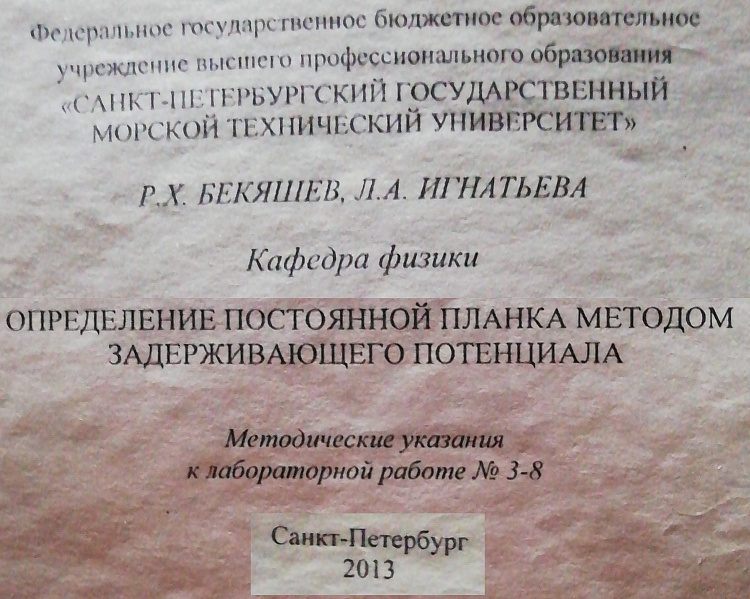 Федеральное государственное бюджетное образовательное
учреждение высшего профессионального образования
«САНКТ-ПЕТЕРБУРГСКИЙ ГОСУДАРСТВЕННЫЙ
МОРСКОЙ ТЕХНИЧЕСКИЙ УНИВЕРСИТЕТ»
Р.Х. БЕКЯШЕВ, Л.А. ИГНАТЬЕВА
Кафедра физики
ОПРЕДЕЛЕНИЕ ПОСТОЯННОЙ ПЛАНКА МЕТОДОМ
ЗАДЕРЖИВАЮЩЕГО ПОТЕНЦИАЛА
Методические указания
к лабораторной работе № 3-8
Санкт-Петербург
2013